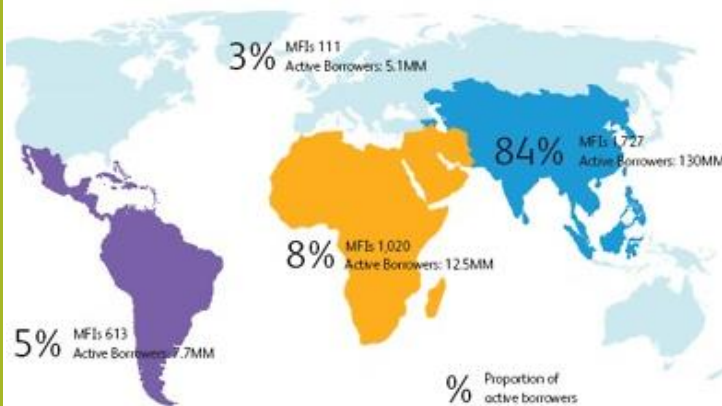 3% MFIs 111
Active Borrowers: 5.1MM
84% MFIs 1,727
Active Borrowers: 130MM
8% MFIs 1,020
Active Borrowers: 12.5MM
5% MFIs 613
Active Borrowers: 7.7MM
% Proportion of
active borrowers